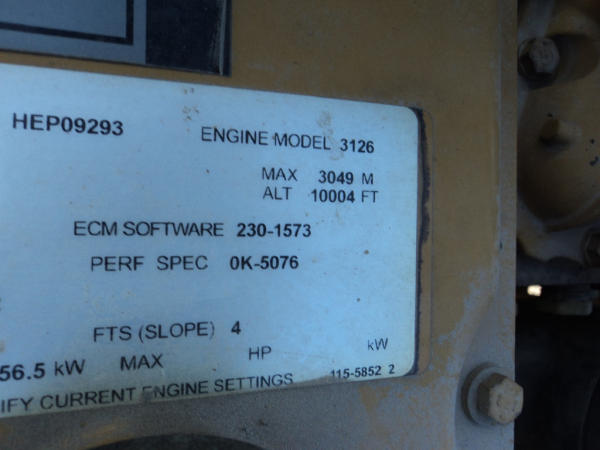 HEP09293 ENGINE MODEL 3126
MAX 3049 M
ALT 10004 FT
ECM SOFTWARE 230-1573
PERF SPEC 0K-5076
FTS (SLOPE) 4
56.5 kW MAX HP kW
IFY CURRENT ENGINE SETTINGS 115-5852 2